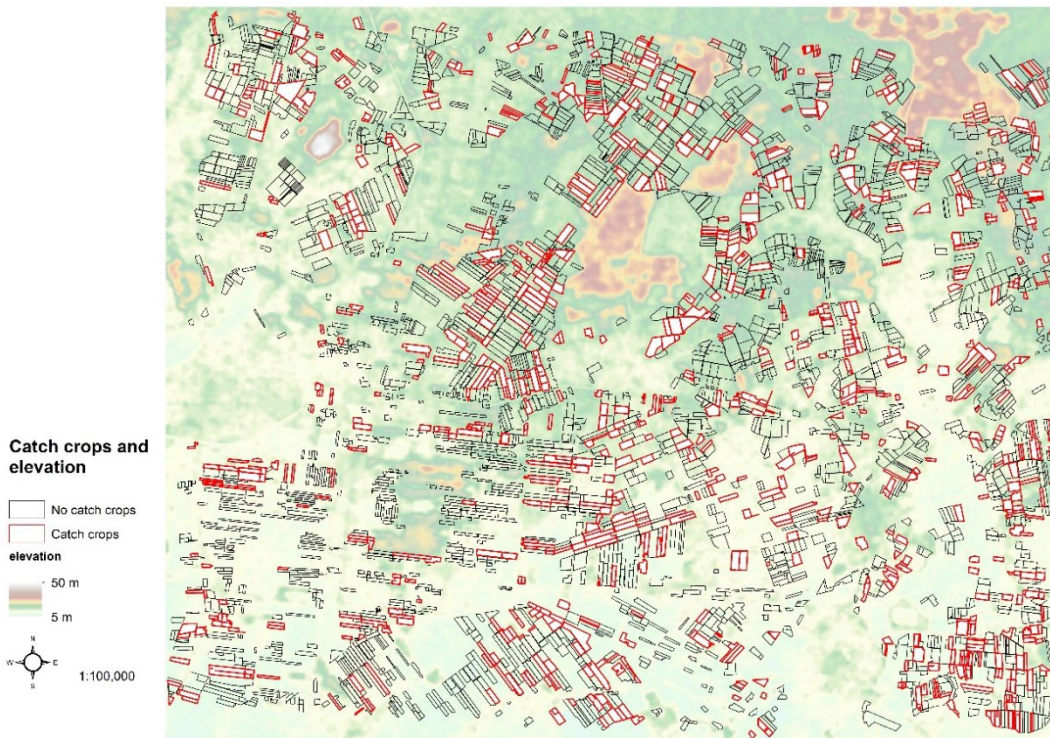 Catch crops and
elevation
No catch crops
Catch crops
elevation
50 m
5 m
N
W E
S
1:100,000